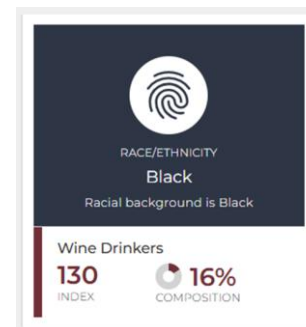 RACE/ETHNICITY
Black
Racial background is Black
Wine Drinkers
130 16%
INDEX COMPOSITION